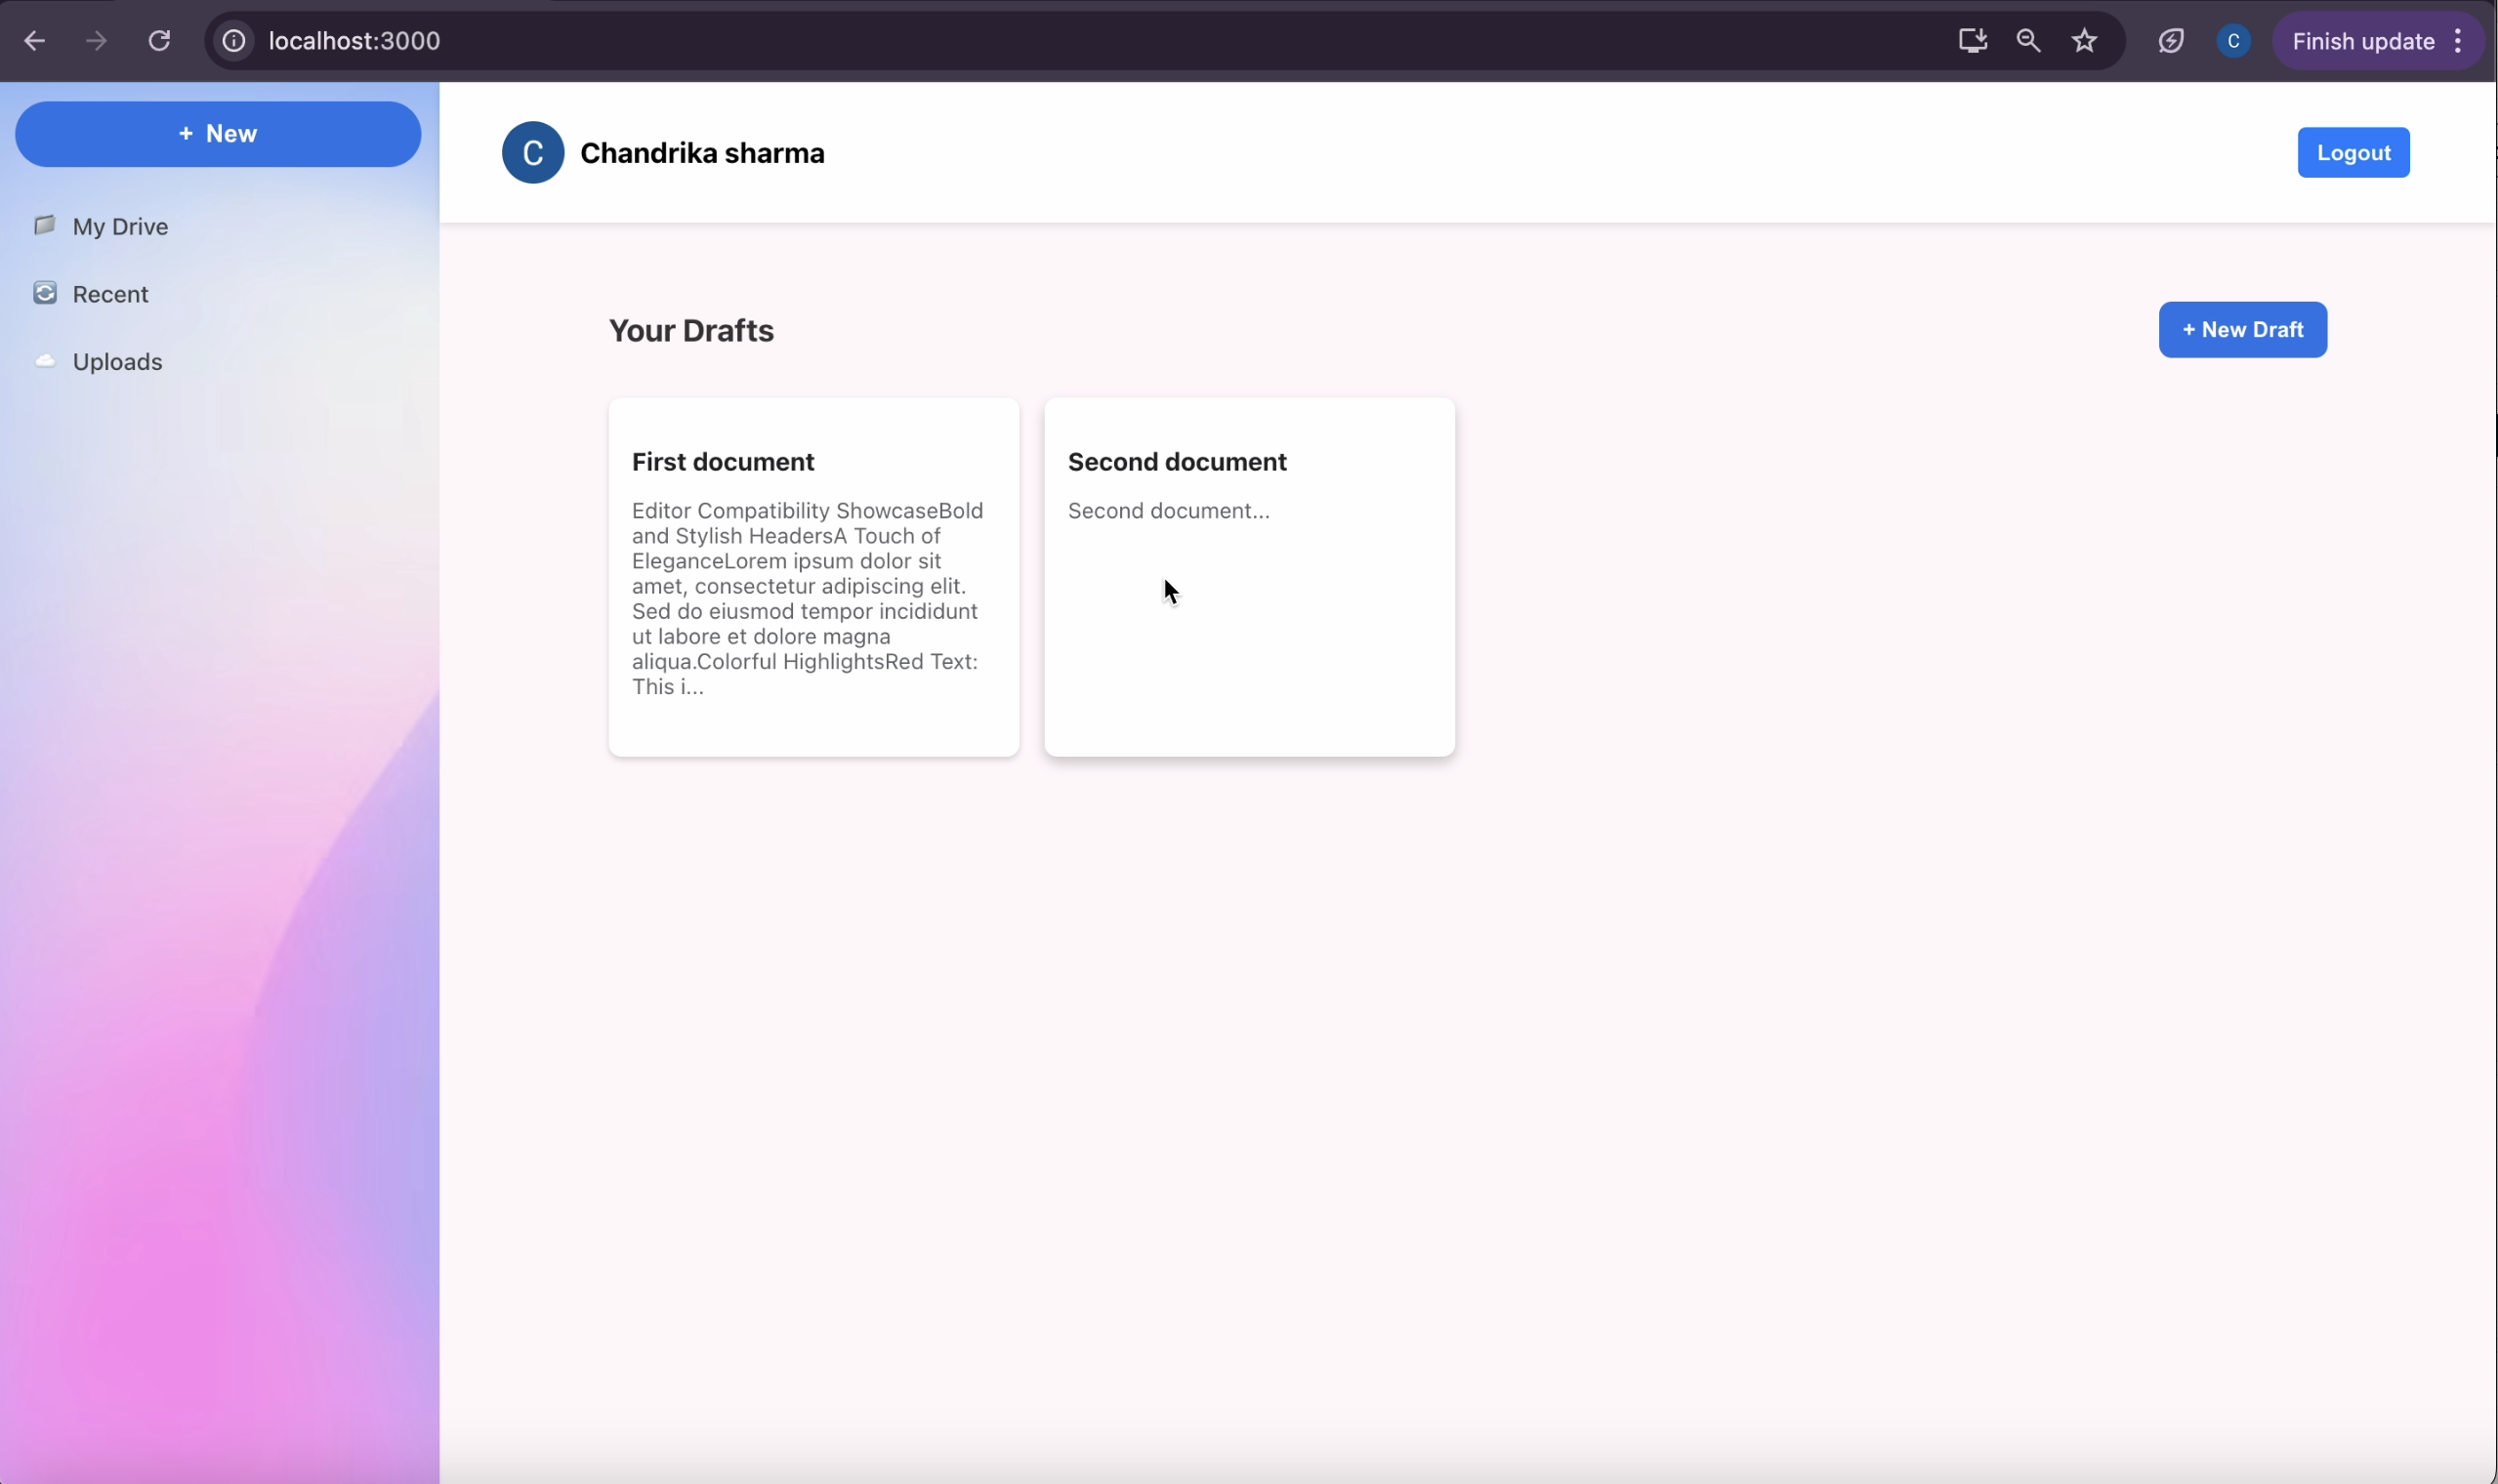 localhost:3000
C
Finish update
+ New
My Drive
Recent
Uploads
C
Chandrika sharma
Logout
Your Drafts
+ New Draft
First document
Editor Compatibility ShowcaseBold
and Stylish HeadersA Touch of
EleganceLorem ipsum dolor sit
amet, consectetur adipiscing elit.
Sed do eiusmod tempor incididunt
ut labore et dolore magna
aliqua.Colorful HighlightsRed Text:
This i...
Second document
Second document...